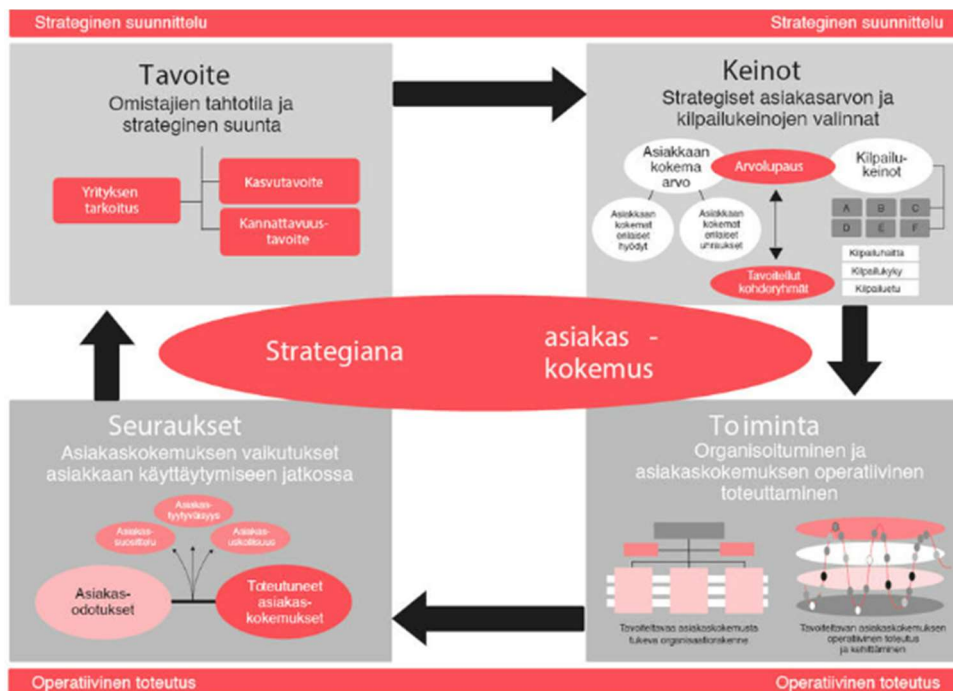 Strateginen suunnittelu
Strateginen suunnittelu
Tavoite
Omistajien tahtotila ja
strateginen suunta
Yrityksen
tarkoitus
Kasvutavoite
Kannattavuus-
tavoite
Keinot
Strategiset asiakasarvon ja
kilpailukeinojen valinnat
Asiakkaan
kokema
arvo
Arvolupaus
Kilpailu-
keinot
Asiakkaan
kokemat
erilaiset
hyödyt
Asiakkaan
kokemat
erilaiset
uhraukset
A B C
D E F
Tavoitellut
kohderyhmät
Kilpailuhaitta
Kilpailukyky
Kilpailuetu
Strategiana
asiakas -
kokemus
Seuraukset
Asiakaskokemuksen vaikutukset
asiakkaan käyttäytymiseen jatkossa
Asiakas-
tyytyväisyys
Asiakas-
suosittelu
Asiakas-
uskollisuus
Asiakas-
odotukset
Toteutuneet
asiakas-
kokemukset
Toiminta
Organisoituminen ja
asiakaskokemuksen operatiivinen
toteuttaminen
Tavoiteltavaa asiakaskokemusta
tukeva organisaatiorakenne.
Tavoiteltavan asiakaskokemuksen
operatiivinen toteutus
ja kehittäminen
Operatiivinen toteutus
Operatiivinen toteutus